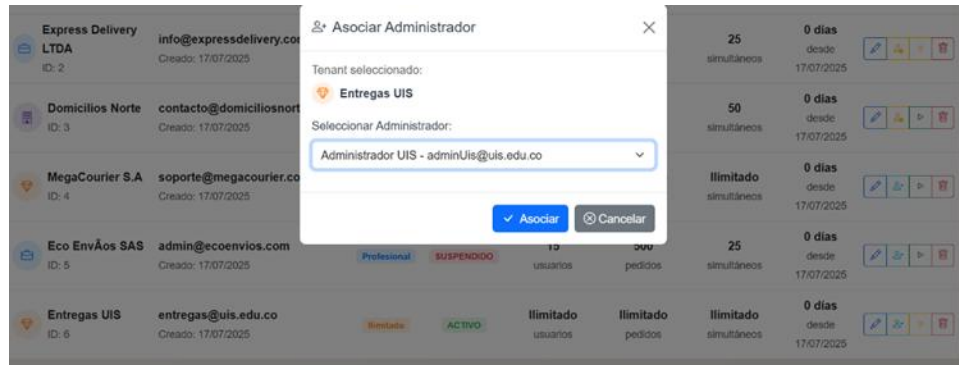 Asociar Administrador
Tenant seleccionado:
Entregas UIS
Seleccionar Administrador:
Administrador UIS - adminUis@uis.edu.co
Asociar
Cancelar
Express Delivery
LTDA
ID: 2
info@expressdelivery.com
Creado: 17/07/2025
25
simultáneos
0 días
desde
17/07/2025
Domicilios Norte
ID: 3
contacto@domiciliosnort
Creado: 17/07/2025
50
simultáneos
0 días
desde
17/07/2025
MegaCourier S.A
ID: 4
soporte@megacourier.co
Creado: 17/07/2025
Ilimitado
simultáneos
0 días
desde
17/07/2025
Eco EnvÃos SAS
ID: 5
admin@ecoenvios.com
Creado: 17/07/2025
Profesional
SUSPENDIDO
15
usuarios
500
pedidos
25
simultáneos
0 días
desde
17/07/2025
Entregas UIS
ID: 6
entregas@uis.edu.co
Creado: 17/07/2025
Ilimitado
ACTIVO
Ilimitado
usuarios
Ilimitado
pedidos
Ilimitado
simultáneos
0 días
desde
17/07/2025